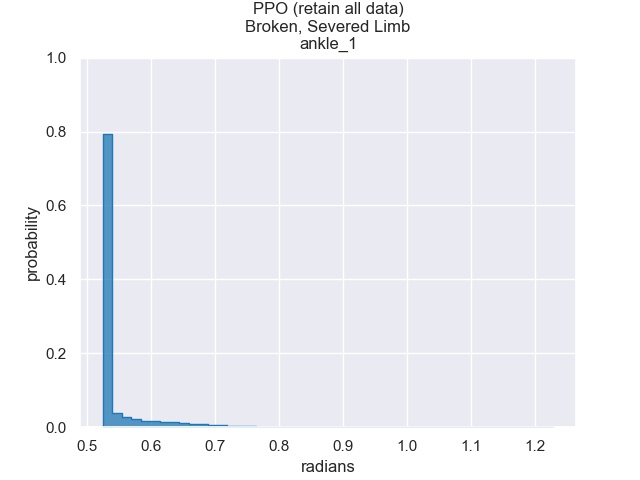 PPO (retain all data)
Broken, Severed Limb
ankle_1
1.0
0.8
0.6
0.4
0.2
0.0
probability
0.5 0.6 0.7 0.8 0.9 1.0 1.1 1.2
radians